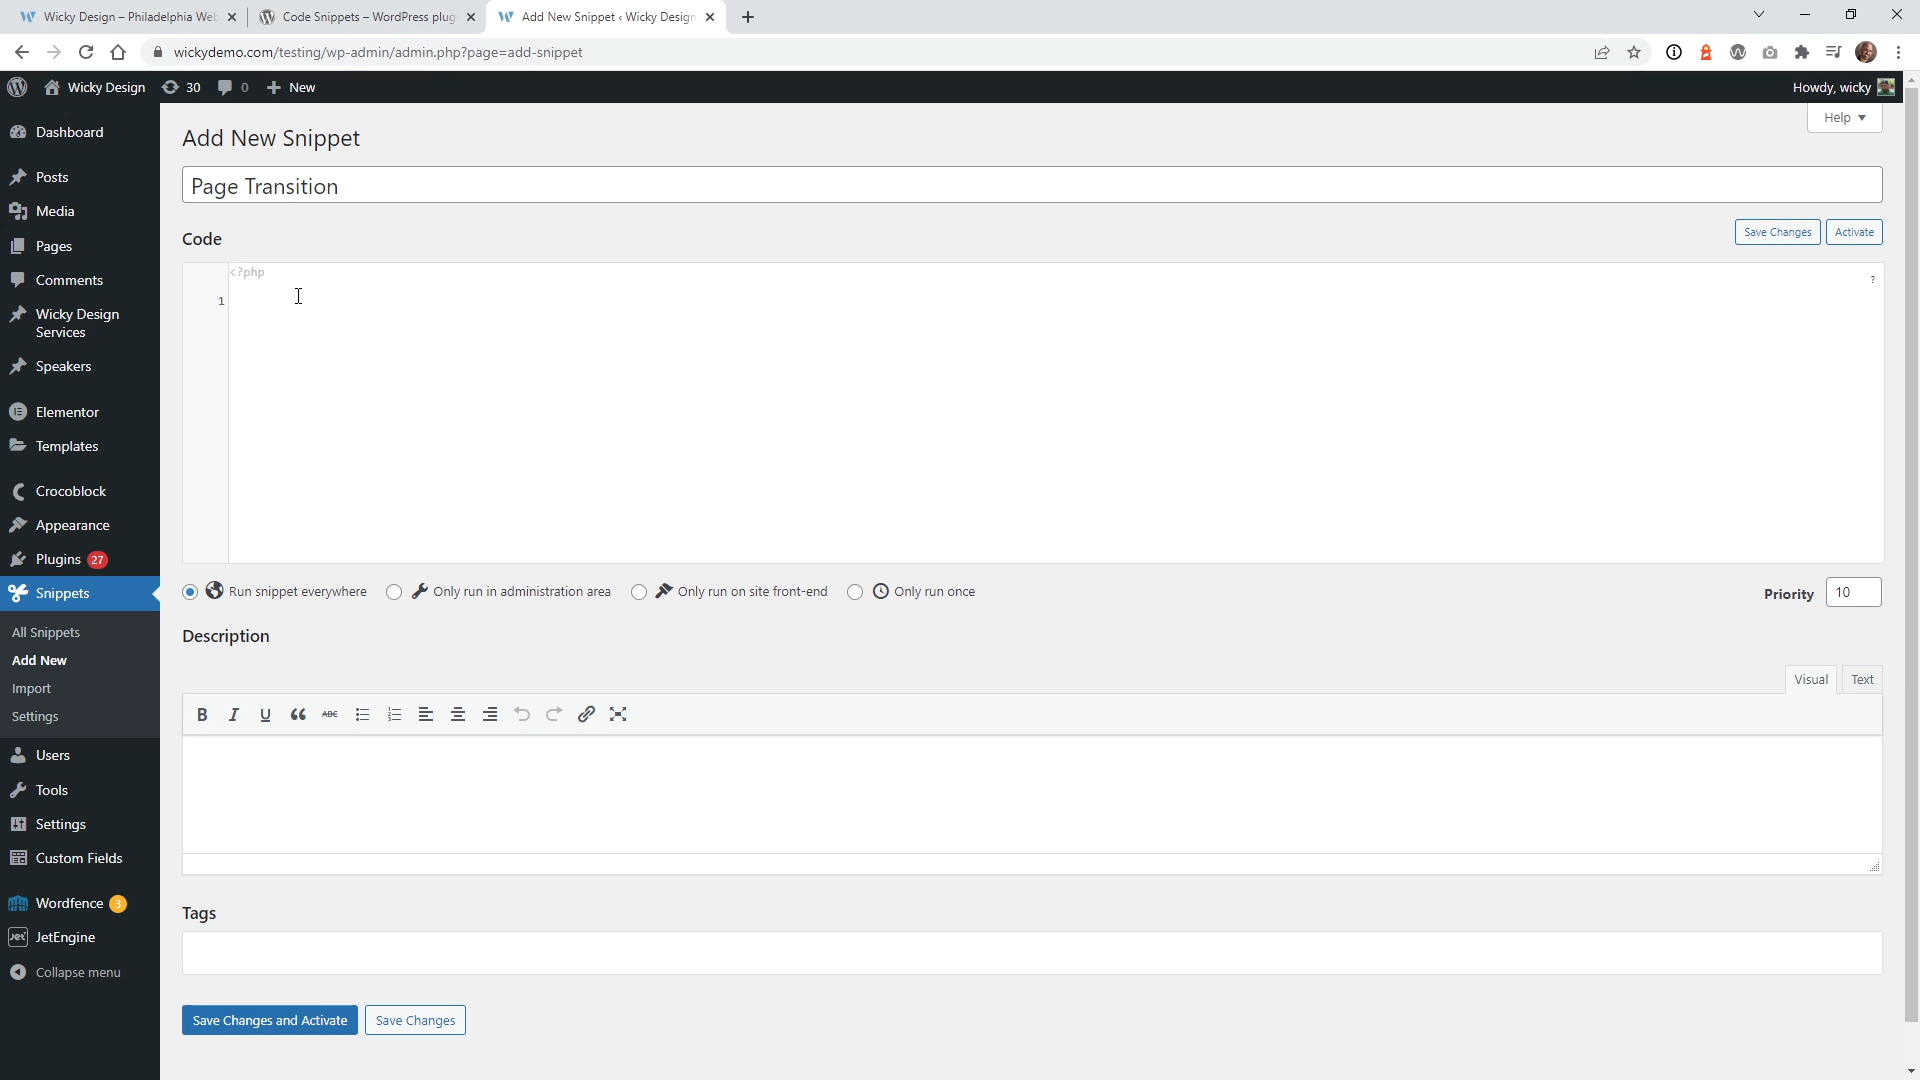 Wicky Design – Philadelphia Web
Code Snippets – WordPress plug
Add New Snippet ‹ Wicky Design
wickydemo.com/testing/wp-admin/admin.php?page=add-snippet
Wicky Design 30 0 New
Howdy, wicky
Help
Dashboard
Posts
Media
Pages
Comments
Wicky Design
Services
Speakers
Elementor
Templates
Crocoblock
Appearance
Plugins 27
Snippets
All Snippets
Add New
Import
Settings
Users
Tools
Settings
Custom Fields
Wordfence 3
JetEngine
Collapse menu
Add New Snippet
Page Transition
Code
Save Changes Activate
<?php
?
1
Run snippet everywhere Only run in administration area Only run on site front-end Only run once
Priority 10
Description
Visual Text
B I U ABC
Tags
Save Changes and Activate Save Changes